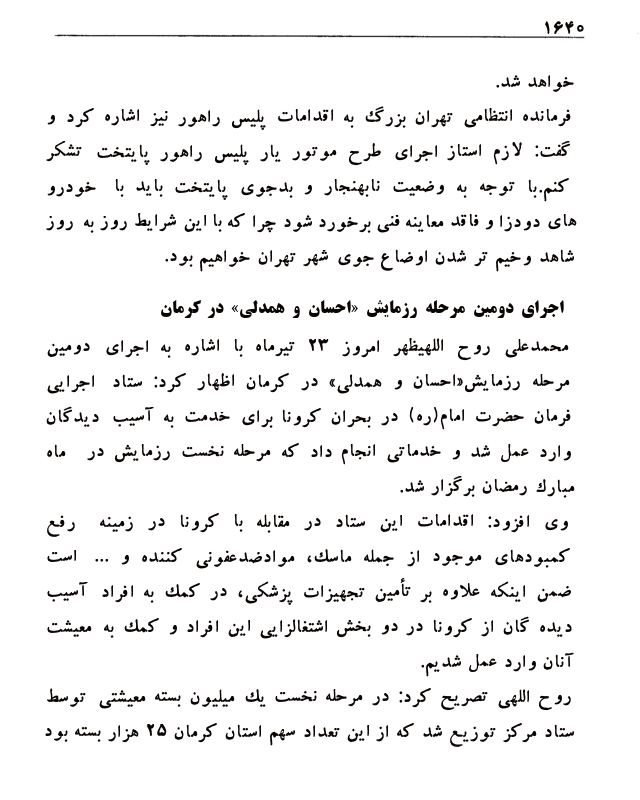 ۱۶۴۰
خواهد شد.
فرمانده انتظامی تهران بزرگ به اقدامات پلیس راهور نیز اشاره کرد و
گفت: لازم استاز اجرای طرح موتور یار پلیس راهور پایتخت تشکر
کنم.با توجه به وضعیت نابهنجار و بدجوی پایتخت باید با خودرو
های دودزا و فاقد معاینه فنی برخورد شود چرا که با این شرایط روز به روز
شاهد وخیم تر شدن اوضاع جوی شهر تهران خواهیم بود.
اجرای دومین مرحله رزمایش «احسان و همدلی» در کرمان
محمدعلی روح اللهیظهر امروز ۲۳ تیرماه با اشاره به اجرای دومین
مرحله رزمایش«احسان و همدلی» در کرمان اظهار کرد: ستاد اجرایی
فرمان حضرت امام(ره) در بحران کرونا برای خدمت به آسیب دیدگان
وارد عمل شد و خدماتی انجام داد که مرحله نخست رزمایش در ماه
مبارک رمضان برگزار شد.
وی افزود: اقدامات این ستاد در مقابله با کرونا در زمینه رفع
کمبودهای موجود از جمله ماسک، موادضدعفونی کننده و ... است
ضمن اینکه علاوه بر تأمین تجهیزات پزشکی، در کمک به افراد آسیب
دیده گان از کرونا در دو بخش اشتغالزایی این افراد و کمک به معیشت
آنان وارد عمل شدیم.
روح اللهی تصریح کرد: در مرحله نخست یک میلیون بسته معیشتی توسط
ستاد مرکز توزیع شد که از این تعداد سهم استان کرمان ۲۵ هزار بسته بود